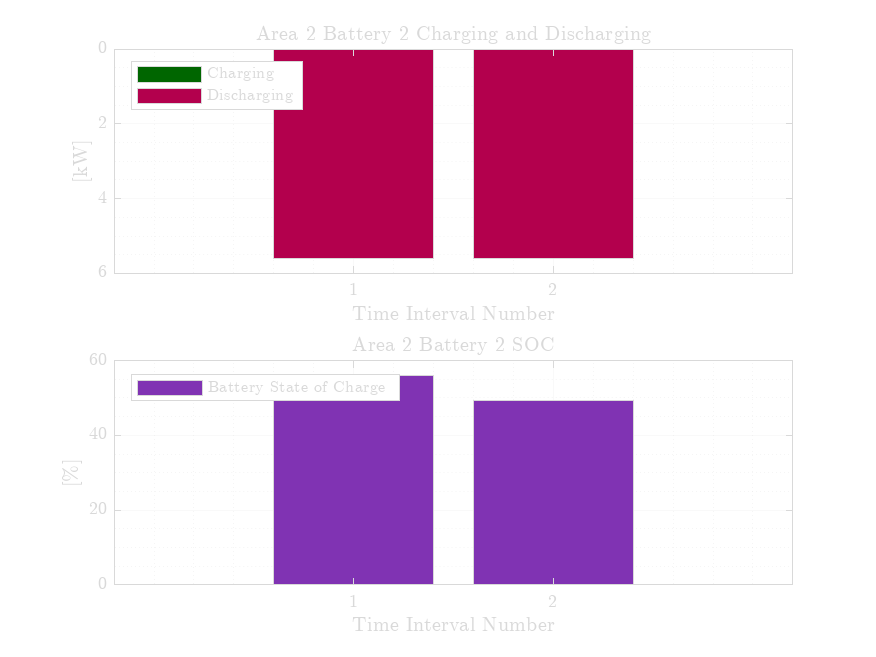 Area 2 Battery 2 Charging and Discharging
0
2
4
6
[kW]
Charging
Discharging
1 2
Time Interval Number
Area 2 Battery 2 SOC
60
40
20
0
[%]
Battery State of Charge
1 2
Time Interval Number